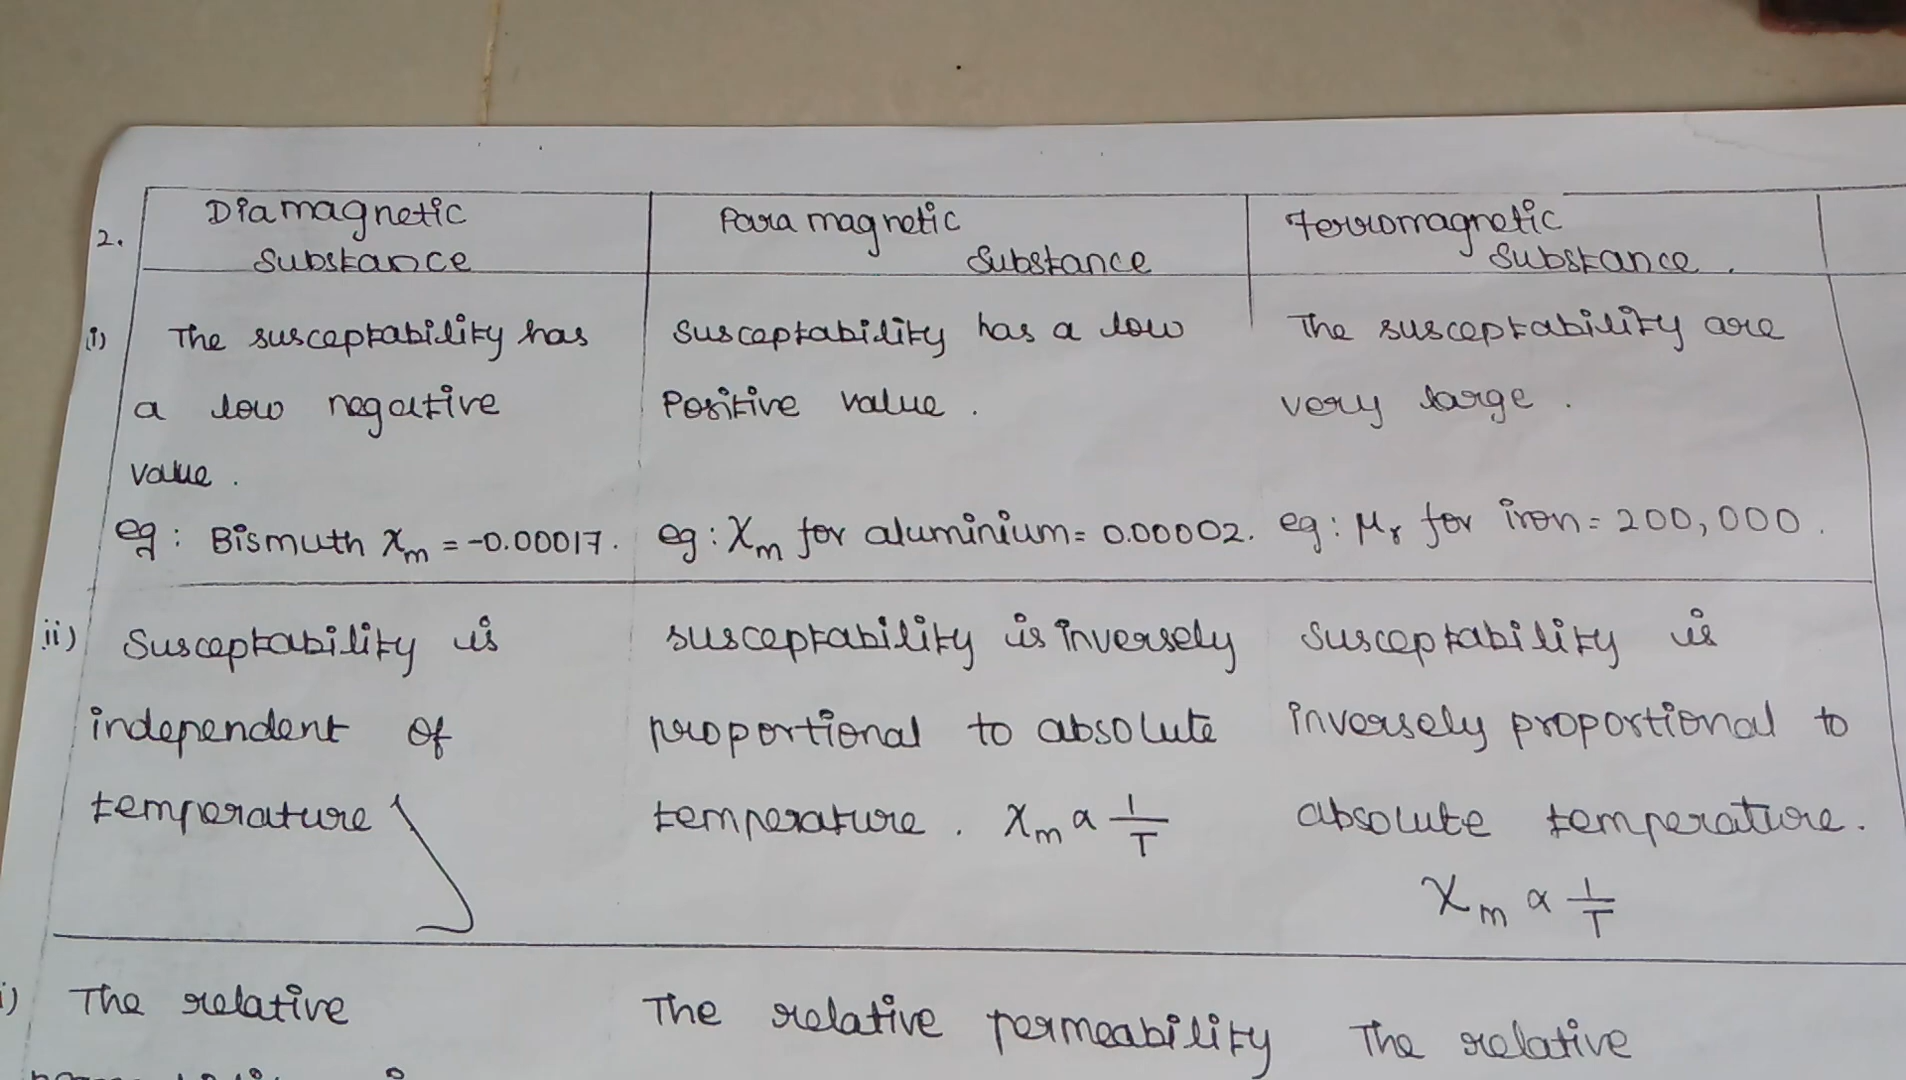 2.
Diamagnetic
Substance
Para magnetic
Substance
Ferromagnetic
Substance.
(i)
The susceptability has
a low negative
value.
eg: Bismuth χm = -0.00017.
Susceptability has a low
Positive value.
eg: χm for aluminium = 0.00002.
The susceptability are
very large.
eg: μr for iron = 200,000.
ii)
Susceptability is
independent of
temperature
susceptability is inversely
proportional to absolute
temperature. χm α 1/T
Susceptability is
inversely proportional to
absolute temperature.
χm α 1/T
i)
The relative
The relative permeability
The relative